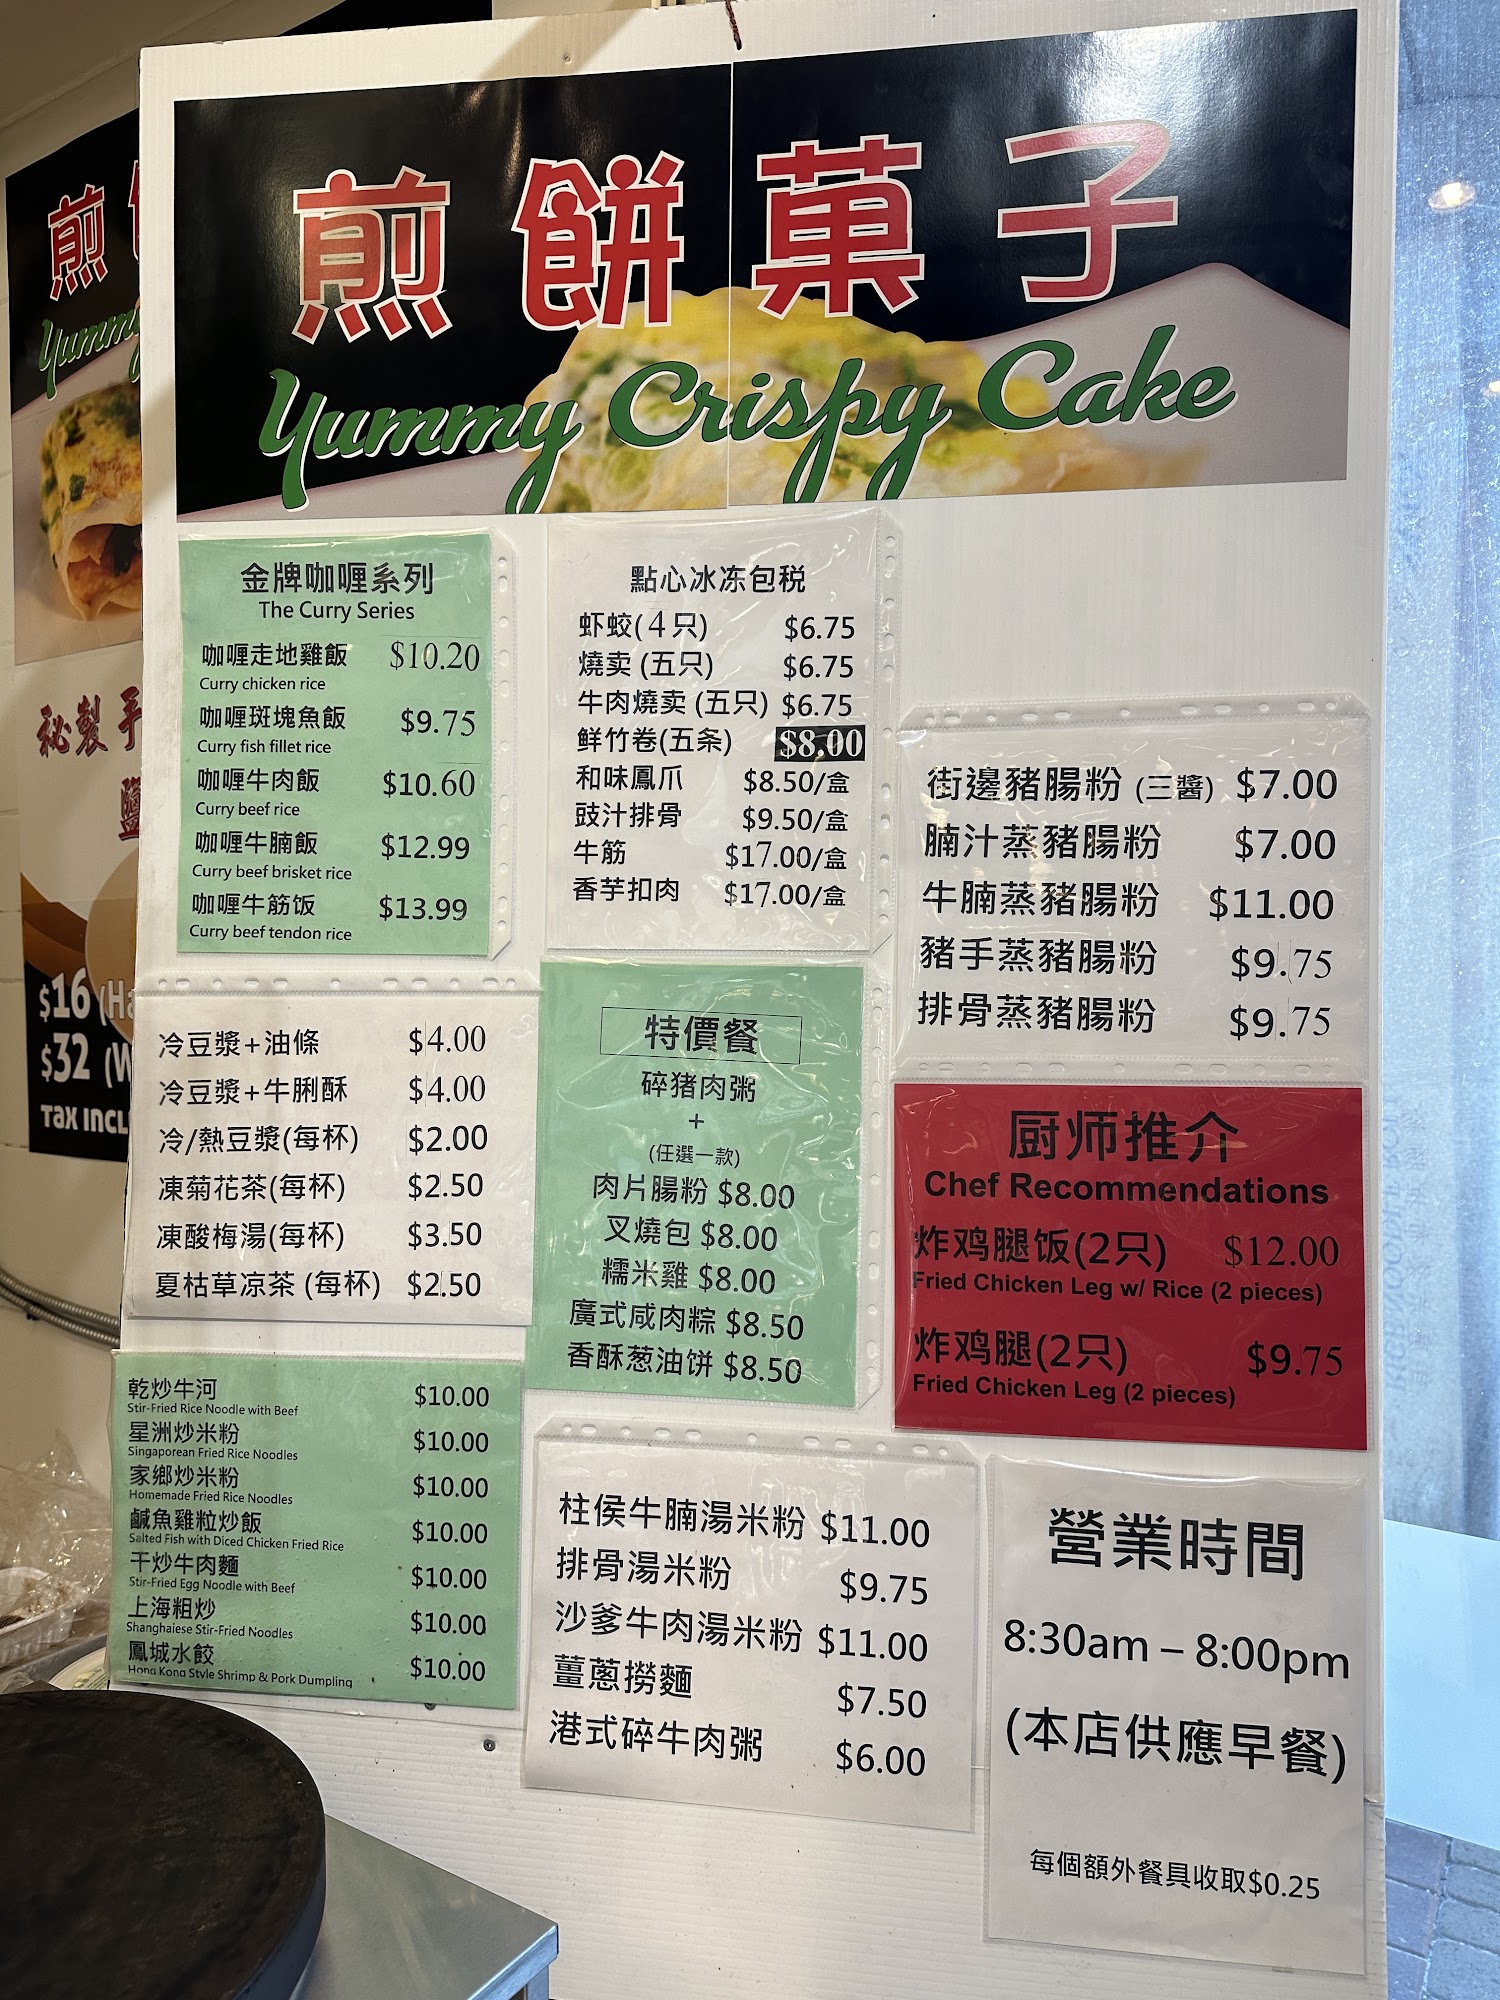 煎餅菓子
Yummy Crispy Cake
煎
Yummy
秘製手
鹽
$16 (Ha
$32 (W
Tax Incl
金牌咖喱系列
The Curry Series
咖喱走地雞飯 $10.20
Curry chicken rice
咖喱斑塊魚飯 $9.75
Curry fish fillet rice
咖喱牛肉飯 $10.60
Curry beef rice
咖喱牛腩飯 $12.99
Curry beef brisket rice
咖喱牛筋饭 $13.99
Curry beef tendon rice
點心冰冻包税
虾蛟(4只) $6.75
燒卖 (五只) $6.75
牛肉燒卖 (五只) $6.75
鲜竹卷(五条) $8.00
和味鳳爪 $8.50/盒
豉汁排骨 $9.50/盒
牛筋 $17.00/盒
香芋扣肉 $17.00/盒
街邊豬腸粉 (三醬) $7.00
腩汁蒸豬腸粉 $7.00
牛腩蒸豬腸粉 $11.00
豬手蒸豬腸粉 $9.75
排骨蒸豬腸粉 $9.75
冷豆漿+油條 $4.00
冷豆漿+牛脷酥 $4.00
冷/熱豆漿(每杯) $2.00
凍菊花茶(每杯) $2.50
凍酸梅湯(每杯) $3.50
夏枯草凉茶 (每杯) $2.50
特價餐
碎猪肉粥
+
(任選一款)
肉片腸粉 $8.00
叉燒包 $8.00
糯米雞 $8.00
廣式咸肉粽 $8.50
香酥葱油饼 $8.50
厨师推介
Chef Recommendations
炸鸡腿饭(2只) $12.00
Fried Chicken Leg w/ Rice (2 pieces)
炸鸡腿(2只) $9.75
Fried Chicken Leg (2 pieces)
乾炒牛河 $10.00
Stir-Fried Rice Noodle with Beef
星洲炒米粉 $10.00
Singaporean Fried Rice Noodles
家鄉炒米粉 $10.00
Homemade Fried Rice Noodles
鹹魚雞粒炒飯 $10.00
Salted Fish with Diced Chicken Fried Rice
干炒牛肉麵 $10.00
Stir-Fried Egg Noodle with Beef
上海粗炒 $10.00
Shanghaiese Stir-Fried Noodles
鳳城水餃 $10.00
Hong Kong Style Shrimp & Pork Dumpling
柱侯牛腩湯米粉 $11.00
排骨湯米粉 $9.75
沙爹牛肉湯米粉 $11.00
薑蔥撈麵 $7.50
港式碎牛肉粥 $6.00
營業時間
8:30am – 8:00pm
(本店供應早餐)
每個額外餐具收取$0.25